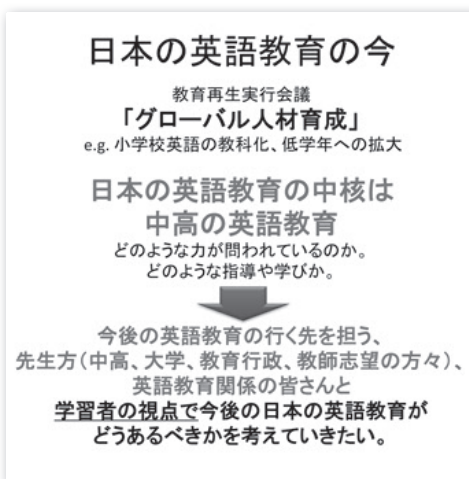 日本の英語教育の今
教育再生実行会議
「グローバル人材育成」
e.g. 小学校英語の教科化、低学年への拡大
日本の英語教育の中核は
中高の英語教育
どのような力が問われているのか。
どのような指導や学びか。
今後の英語教育の行く先を担う、
先生方(中高、大学、教育行政、教師志望の方々)、
英語教育関係の皆さんと
学習者の視点で今後の日本の英語教育が
どうあるべきかを考えていきたい。